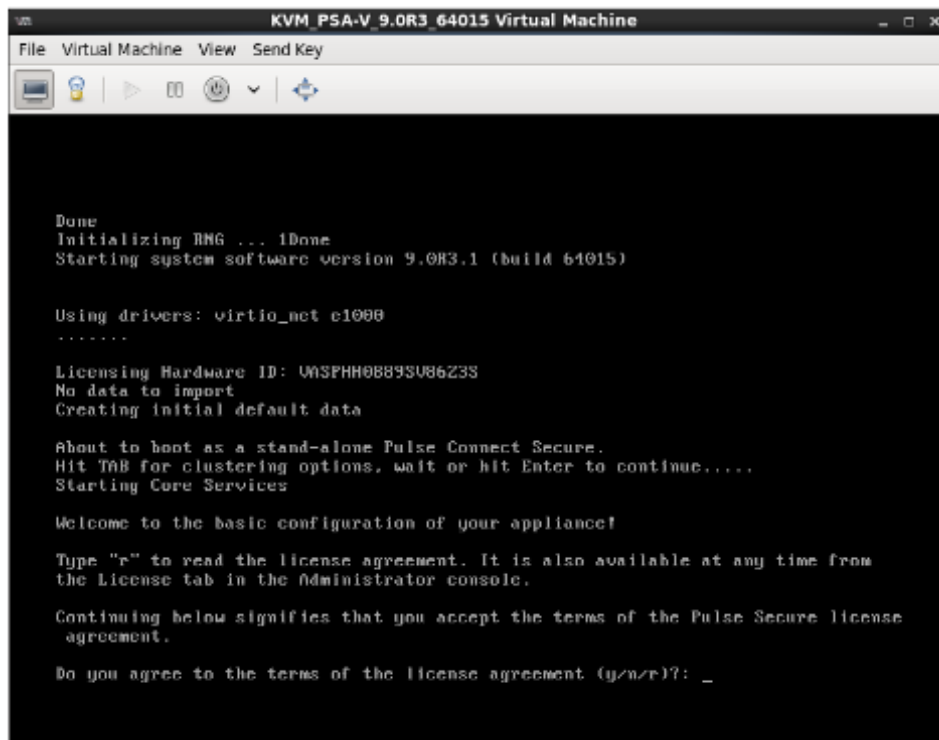 KVM_PSA-V_9.0R3_64015 Virtual Machine
File Virtual Machine View Send Key
Done
Initializing RNG ... 1Done
Starting system software version 9.0R3.1 (build 64015)
Using drivers: virtio_net e1000
.......
Licensing Hardware ID:
No data to import
Creating initial default data
About to boot as a stand-alone Pulse Connect Secure.
Hit TAB for clustering options, wait or hit Enter to continue.....
Starting Core Services
Welcome to the basic configuration of your appliance!
Type "r" to read the license agreement. It is also available at any time from
the License tab in the Administrator console.
Continuing below signifies that you accept the terms of the Pulse Secure license
agreement.
Do you agree to the terms of the license agreement (y/n/r)?: _